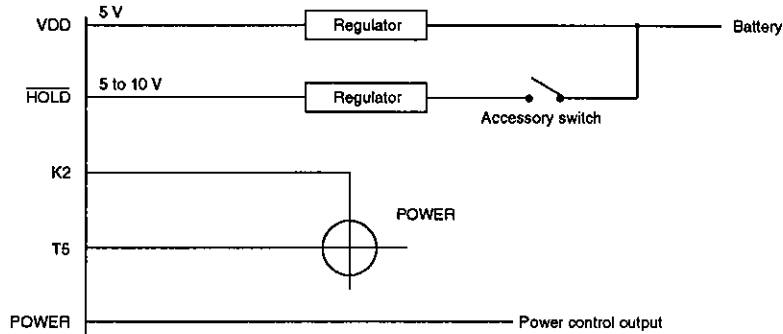 VDD 5 V Regulator Battery
HOLD 5 to 10 V Regulator
Accessory switch
K2
POWER
T5
POWER Power control output